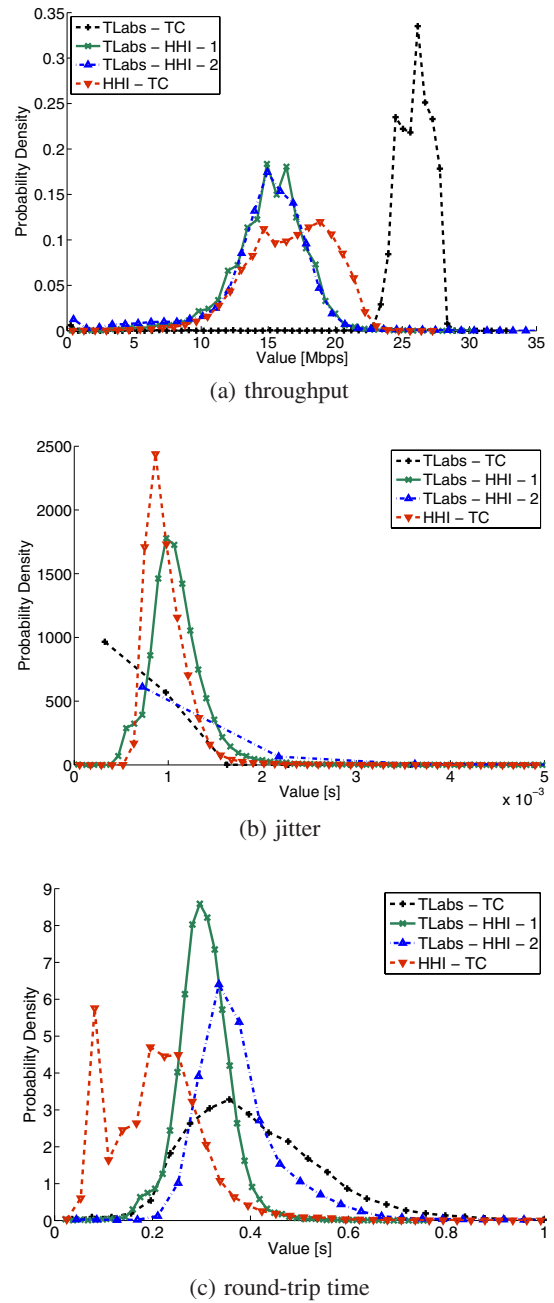 TLabs − TC
TLabs − HHI − 1
TLabs − HHI − 2
HHI − TC
0.35
0.3
0.25
0.2
0.15
0.1
0.05
0
Probability Density
0 5 10 15 20 25 30 35
Value [Mbps]
(a) throughput
2500
2000
1500
1000
500
0
Probability Density
TLabs − TC
TLabs − HHI − 1
TLabs − HHI − 2
HHI − TC
0 1 2 3 4 5
Value [s]
x 10⁻³
(b) jitter
9
8
7
6
5
4
3
2
1
0
Probability Density
TLabs − TC
TLabs − HHI − 1
TLabs − HHI − 2
HHI − TC
0 0.2 0.4 0.6 0.8 1
Value [s]
(c) round-trip time